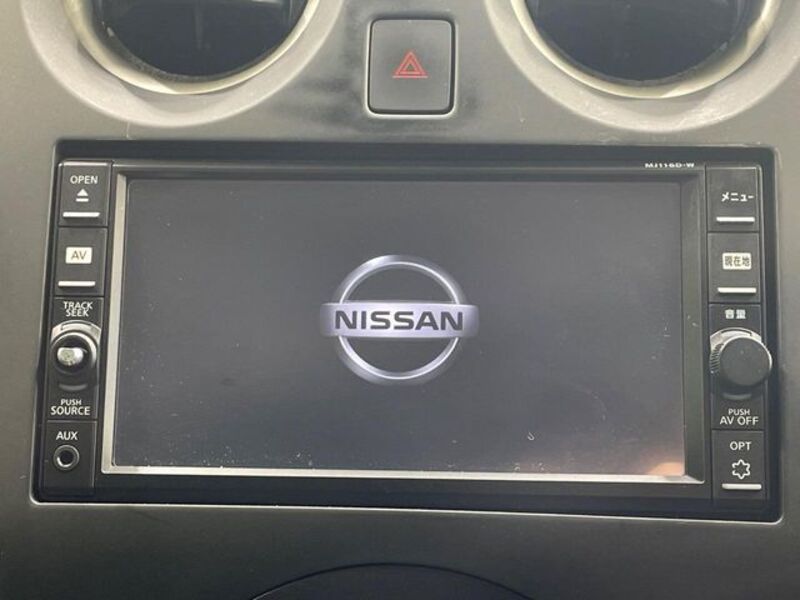 MJ116D-W
OPEN
AV
TRACK
SEEK
PUSH
SOURCE
AUX
NISSAN
メニュー
現在地
音量
PUSH
AV OFF
OPT